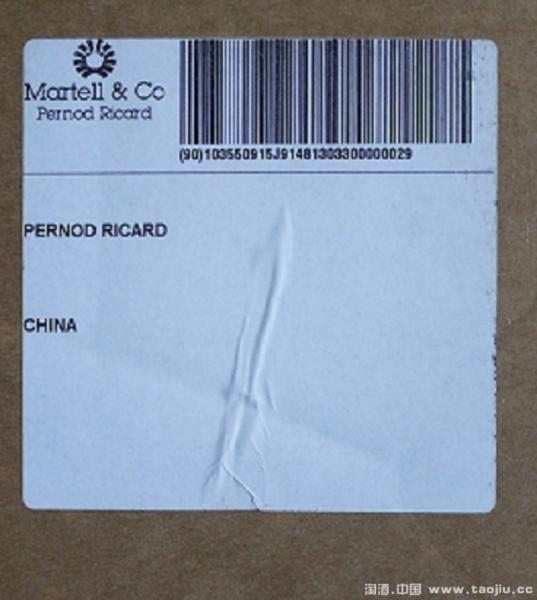 Martell & Co
Pernod Ricard
(90)103550915J91481303300000029
PERNOD RICARD
CHINA
淘酒.中国 www.taojiu.cc